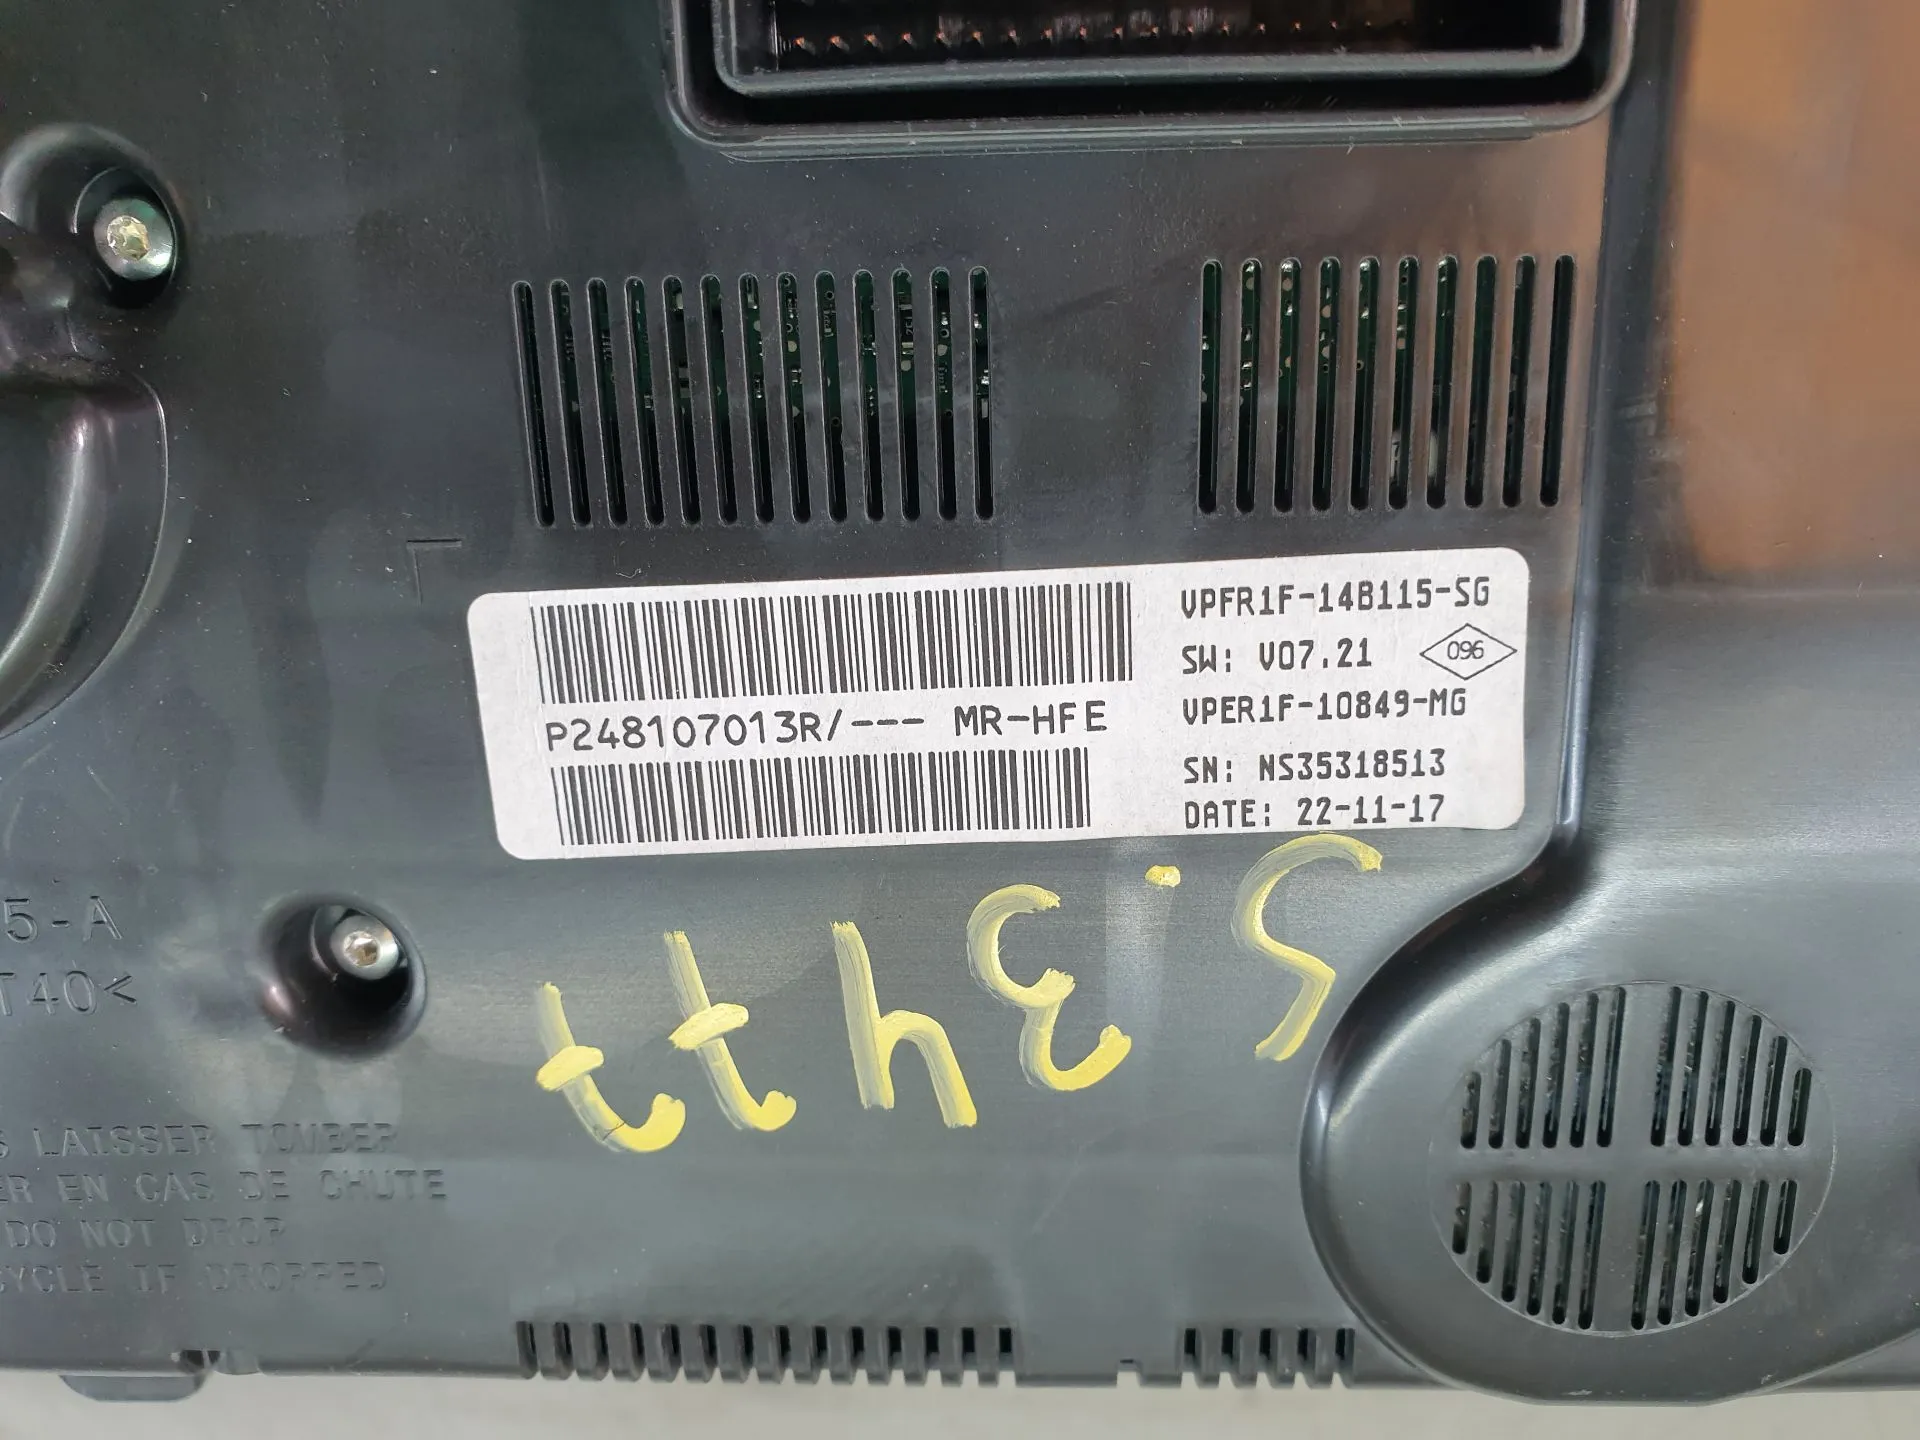 VPFR1F-14B115-SG
SW: V07.21
096
VPER1F-10849-MG
P248107013R/--- MR-HFE
SN: NS35318513
DATE: 22-11-17
S.3477
5-A
T40<
LAISSER TOMBER
ER EN CAS DE CHUTE
DO NOT DROP
CYCLE IF DROPPED